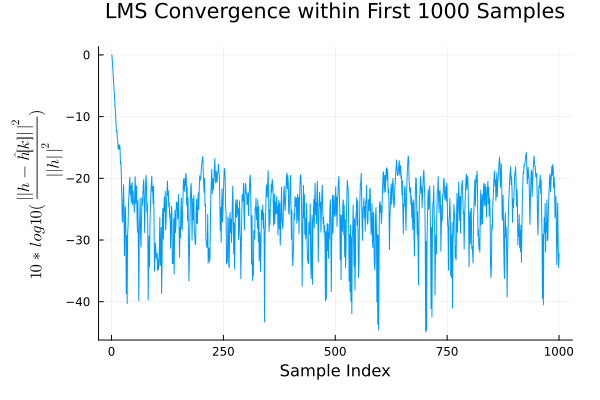 LMS Convergence within First 1000 Samples
10 * log10( ||h − ĥ[k]||² / ||h||² )
0
−10
−20
−30
−40
0 250 500 750 1000
Sample Index